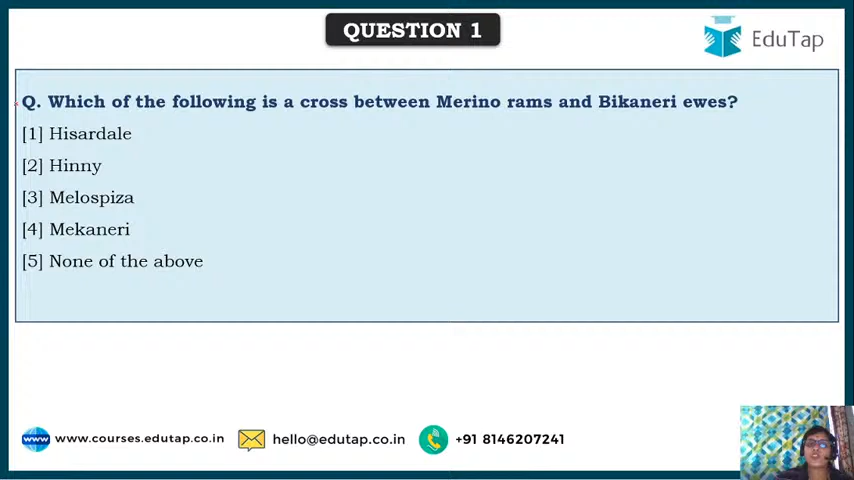 QUESTION 1
EduTap
Q. Which of the following is a cross between Merino rams and Bikaneri ewes?
[1] Hisardale
[2] Hinny
[3] Melospiza
[4] Mekaneri
[5] None of the above
www www.courses.edutap.co.in hello@edutap.co.in +91 8146207241